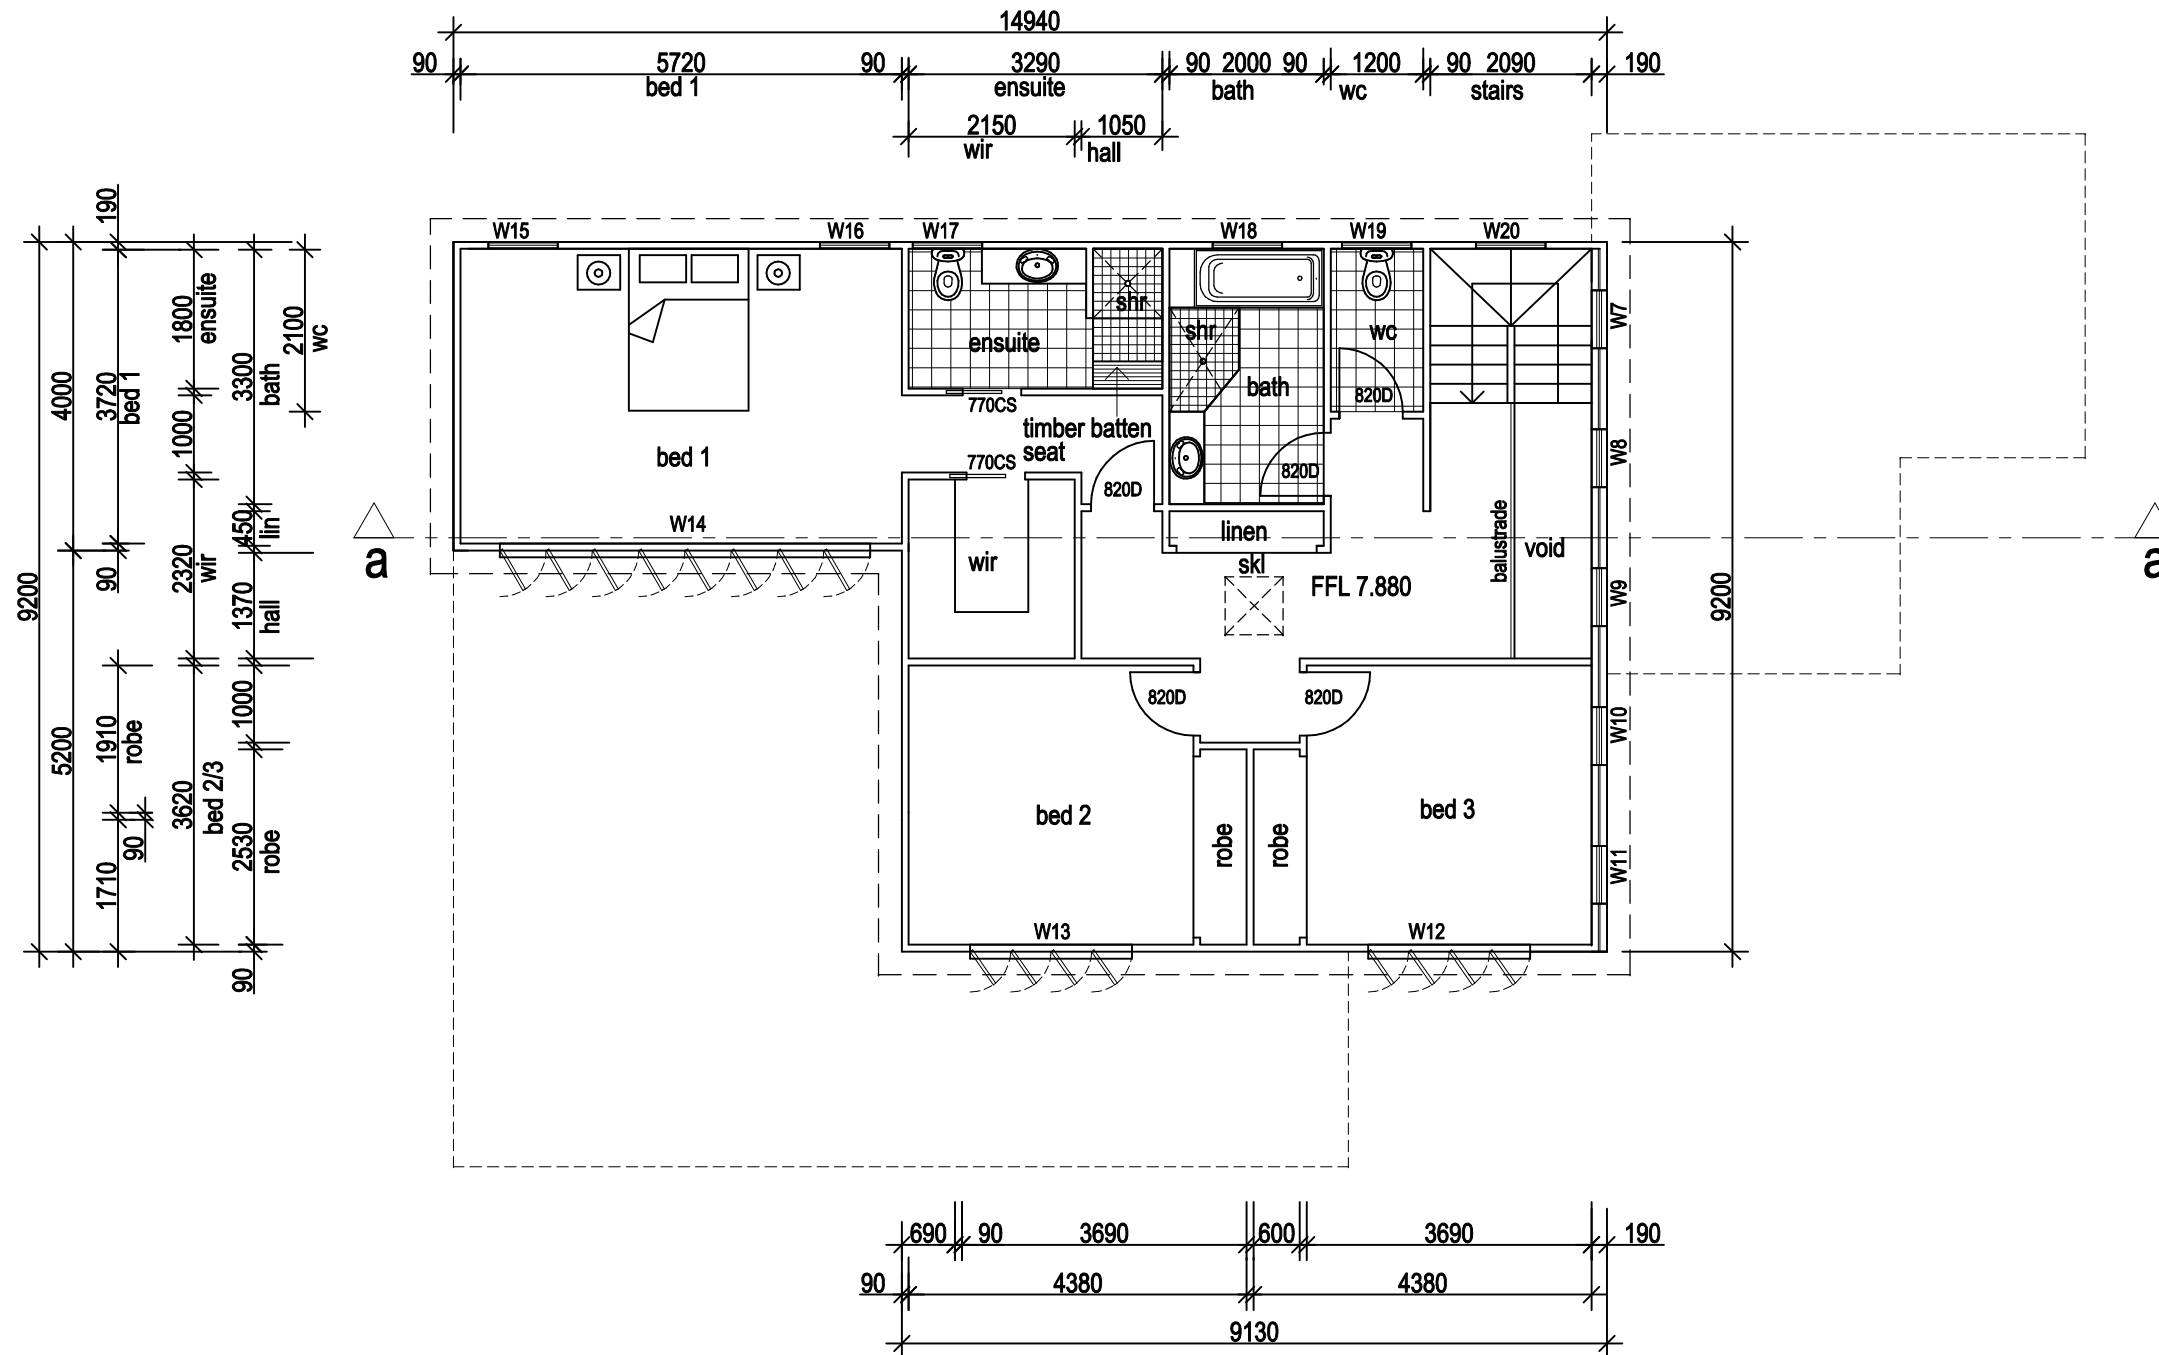 14940
90 5720 90 3290 90 2000 90 1200 90 2090 190
bed 1 ensuite bath wc stairs
2150 1050
wir hall
190
9200
4000
5200
3720
bed 1
90
1910
robe
90
1710
1800
ensuite
1000
2320
wir
3620
bed 2/3
3300
bath
450
lin
1370
hall
1000
2530
robe
90
2100
wc
W15 W16 W17 W18 W19 W20
shr
shr
wc
ensuite
bath
820D
770CS
timber batten
seat
bed 1
770CS
820D
820D
W14
linen
a
wir
skl
FFL 7.880
balustrade
void
a
W7
W8
W9
W10
W11
9200
820D 820D
bed 2
bed 3
robe
robe
W13 W12
690 90 3690 600 3690 190
90 4380 4380
9130